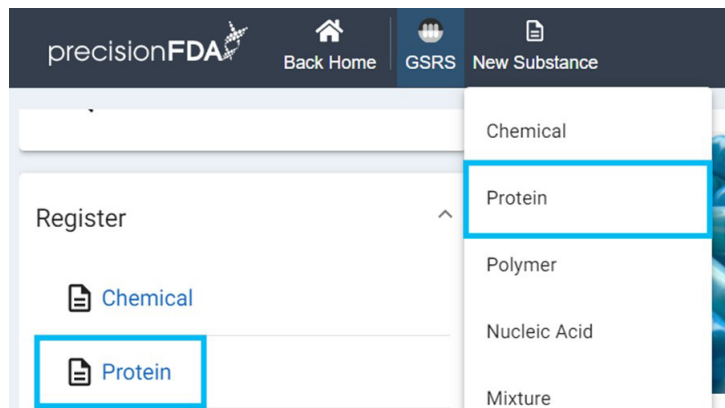 precisionFDA
Back Home
GSRS
New Substance
Register
Chemical
Protein
Chemical
Protein
Polymer
Nucleic Acid
Mixture